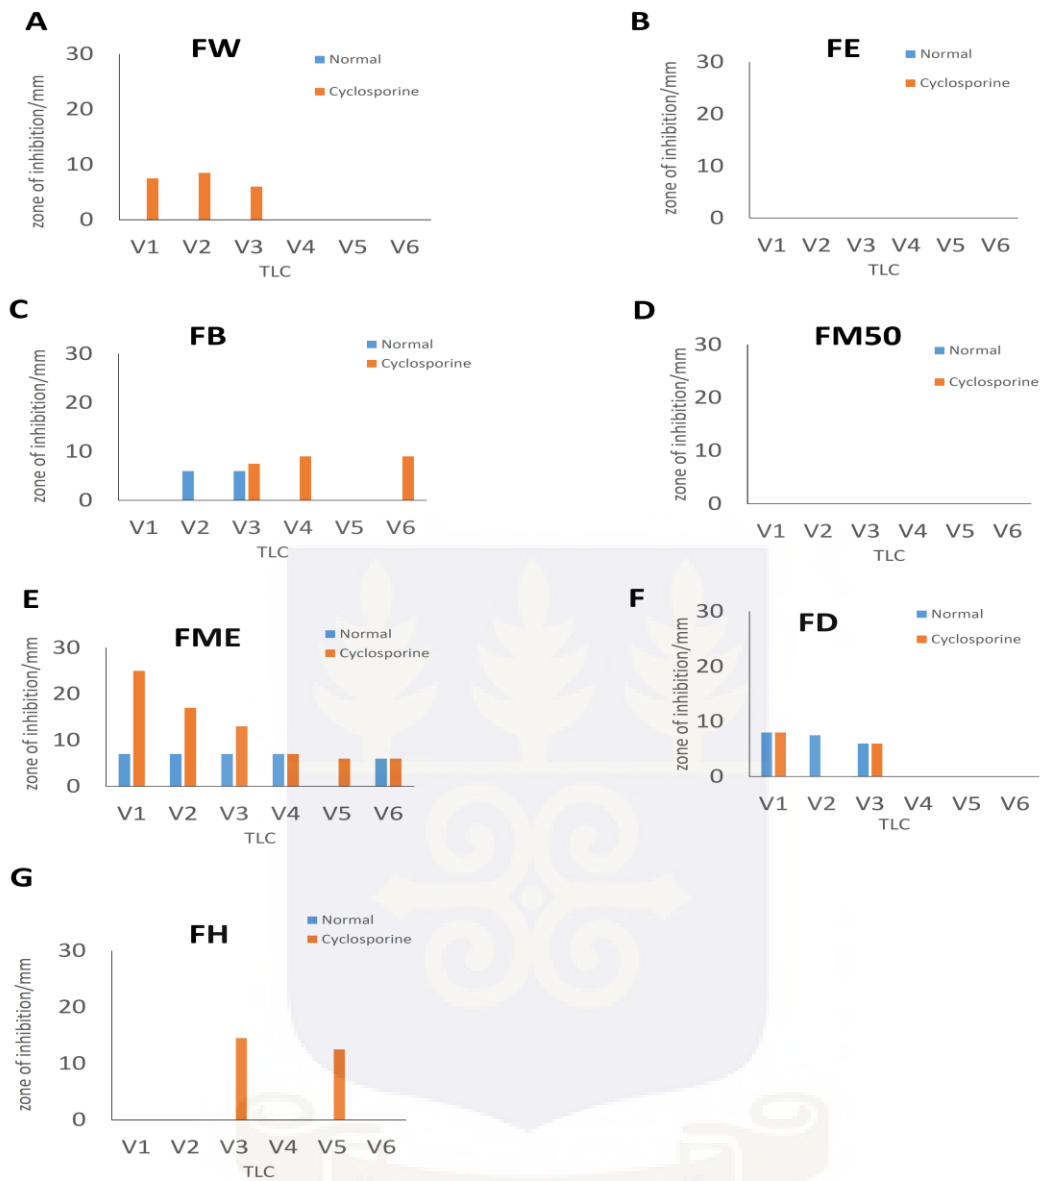 A
FW
Normal
Cyclosporine
zone of inhibition/mm
30
20
10
0
V1 V2 V3 V4 V5 V6
TLC
B
FE
Normal
Cyclosporine
zone of inhibition/mm
30
20
10
0
V1 V2 V3 V4 V5 V6
TLC
C
FB
Normal
Cyclosporine
zone of inhibition/mm
30
20
10
0
V1 V2 V3 V4 V5 V6
TLC
D
FM50
Normal
Cyclosporine
zone of inhibition/mm
30
20
10
0
V1 V2 V3 V4 V5 V6
TLC
E
FME
Normal
Cyclosporine
zone of inhibition/mm
30
20
10
0
V1 V2 V3 V4 V5 V6
TLC
F
FD
Normal
Cyclosporine
zone of inhibition/mm
30
20
10
0
V1 V2 V3 V4 V5 V6
TLC
G
FH
Normal
Cyclosporine
zone of inhibition/mm
30
20
10
0
V1 V2 V3 V4 V5 V6
TLC